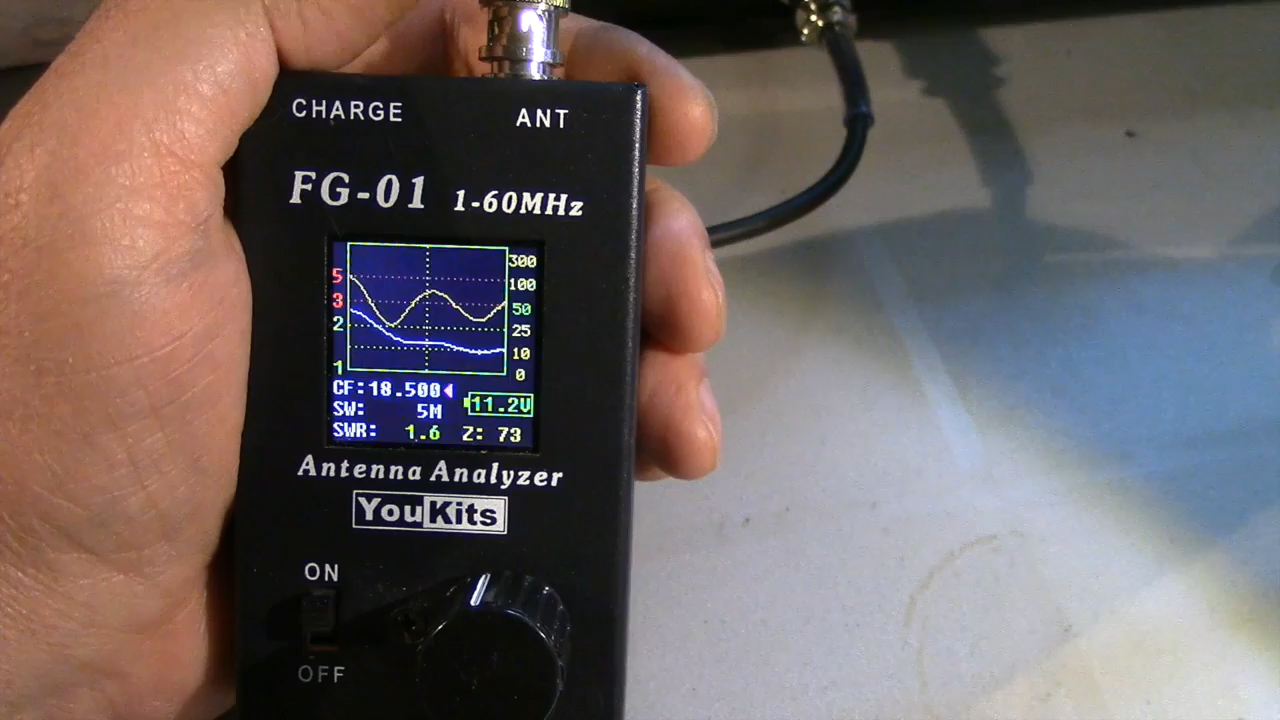 CHARGE ANT
FG-01 1-60MHz
300
5 100
3 50
2 25
10
1 0
CF:18.500
SW: 5M 11.2V
SWR: 1.6 Z: 73
Antenna Analyzer
YouKits
ON
OFF